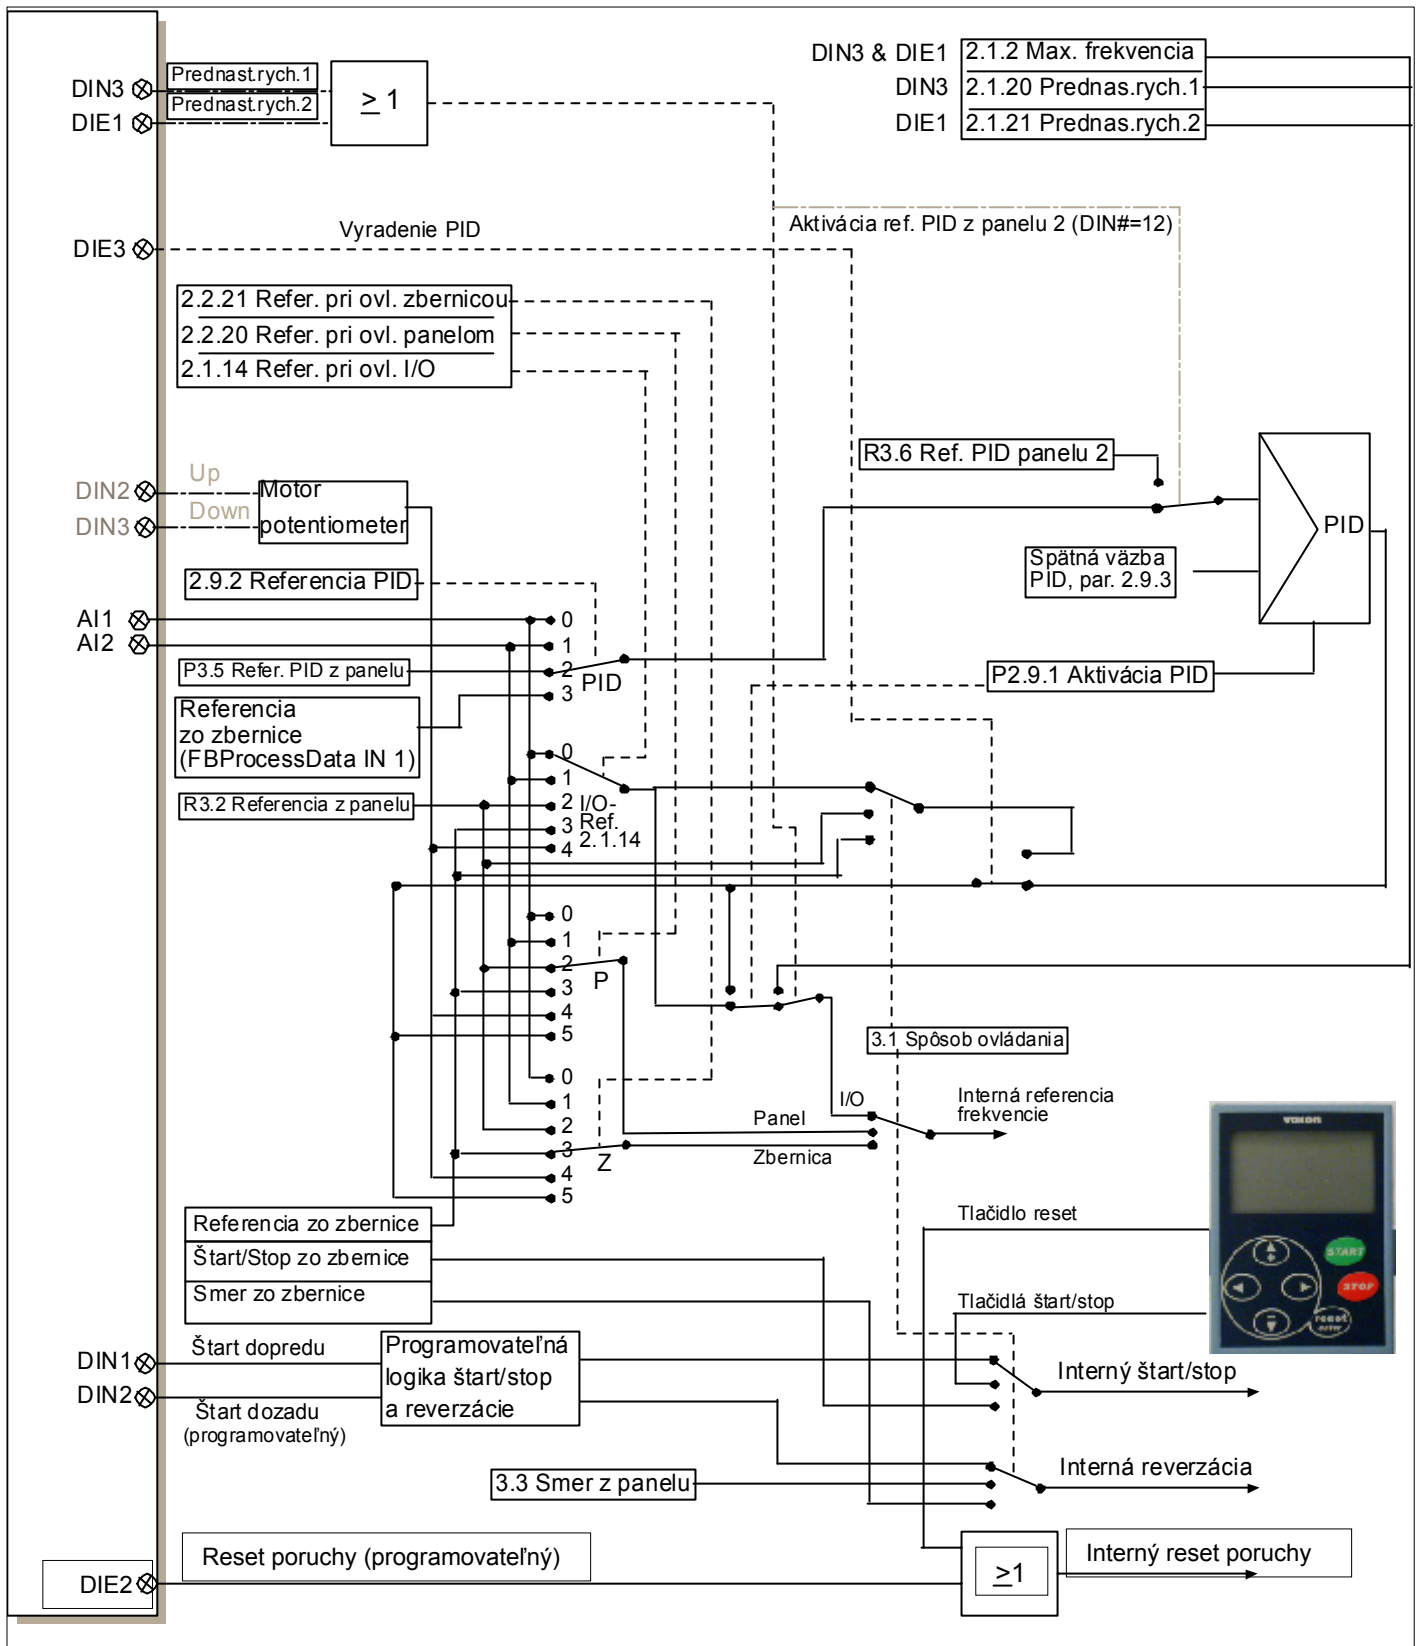 DIN3 & DIE1 2.1.2 Max. frekvencia
DIN3 2.1.20 Prednas.rych.1
DIE1 2.1.21 Prednas.rych.2
DIN3 Prednast.rych.1
DIE1 Prednast.rych.2
≥ 1
Aktivácia ref. PID z panelu 2 (DIN#=12)
DIE3 Vyradenie PID
2.2.21 Refer. pri ovl. zbernicou
2.2.20 Refer. pri ovl. panelom
2.1.14 Refer. pri ovl. I/O
R3.6 Ref. PID panelu 2
DIN2 Up
DIN3 Down
Motor
potentiometer
PID
Spätná väzba
PID, par. 2.9.3
2.9.2 Referencia PID
AI1
AI2
0
1
2
3
PID
P3.5 Refer. PID z panelu
P2.9.1 Aktivácia PID
Referencia
zo zbernice
(FBProcessData IN 1)
R3.2 Referencia z panelu
0
1
2
3
4
I/O-
Ref.
2.1.14
0
1
2
3
4
5
P
3.1 Spôsob ovládania
0
1
2
3
4
5
Z
I/O
Panel
Zbernica
Interná referencia
frekvencie
VACON
START
STOP
reset
Referencia zo zbernice
Štart/Stop zo zbernice
Smer zo zbernice
Tlačidlo reset
Tlačidlá štart/stop
DIN1 Štart dopredu
DIN2 Štart dozadu
(programovateľný)
Programovateľná
logika štart/stop
a reverzácie
Interný štart/stop
3.3 Smer z panelu
Interná reverzácia
DIE2 Reset poruchy (programovateľný)
≥1
Interný reset poruchy